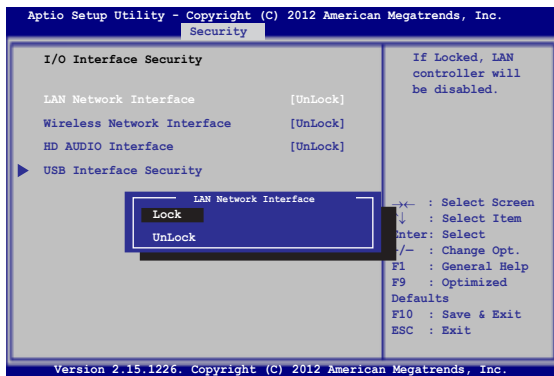 Aptio Setup Utility - Copyright (C) 2012 American Megatrends, Inc.
Security
I/O Interface Security
LAN Network Interface [UnLock]
Wireless Network Interface [UnLock]
HD AUDIO Interface [UnLock]
USB Interface Security
LAN Network Interface
Lock
UnLock
If Locked, LAN
controller will
be disabled.
→← : Select Screen
↑↓ : Select Item
Enter: Select
+/— : Change Opt.
F1 : General Help
F9 : Optimized
Defaults
F10 : Save & Exit
ESC : Exit
Version 2.15.1226. Copyright (C) 2012 American Megatrends, Inc.